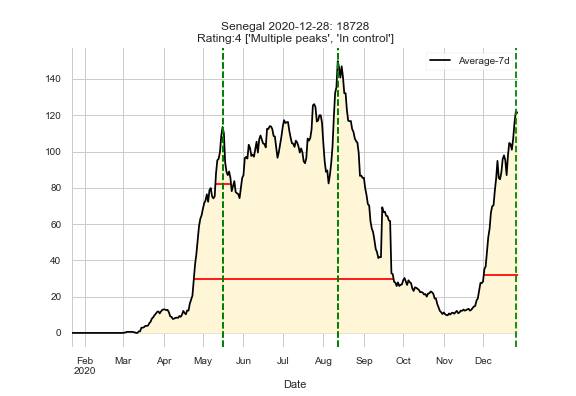 Senegal 2020-12-28: 18728
Rating:4 ['Multiple peaks', 'In control']
Average-7d
140
120
100
80
60
40
20
0
Feb Mar Apr May Jun Jul Aug Sep Oct Nov Dec
2020
Date